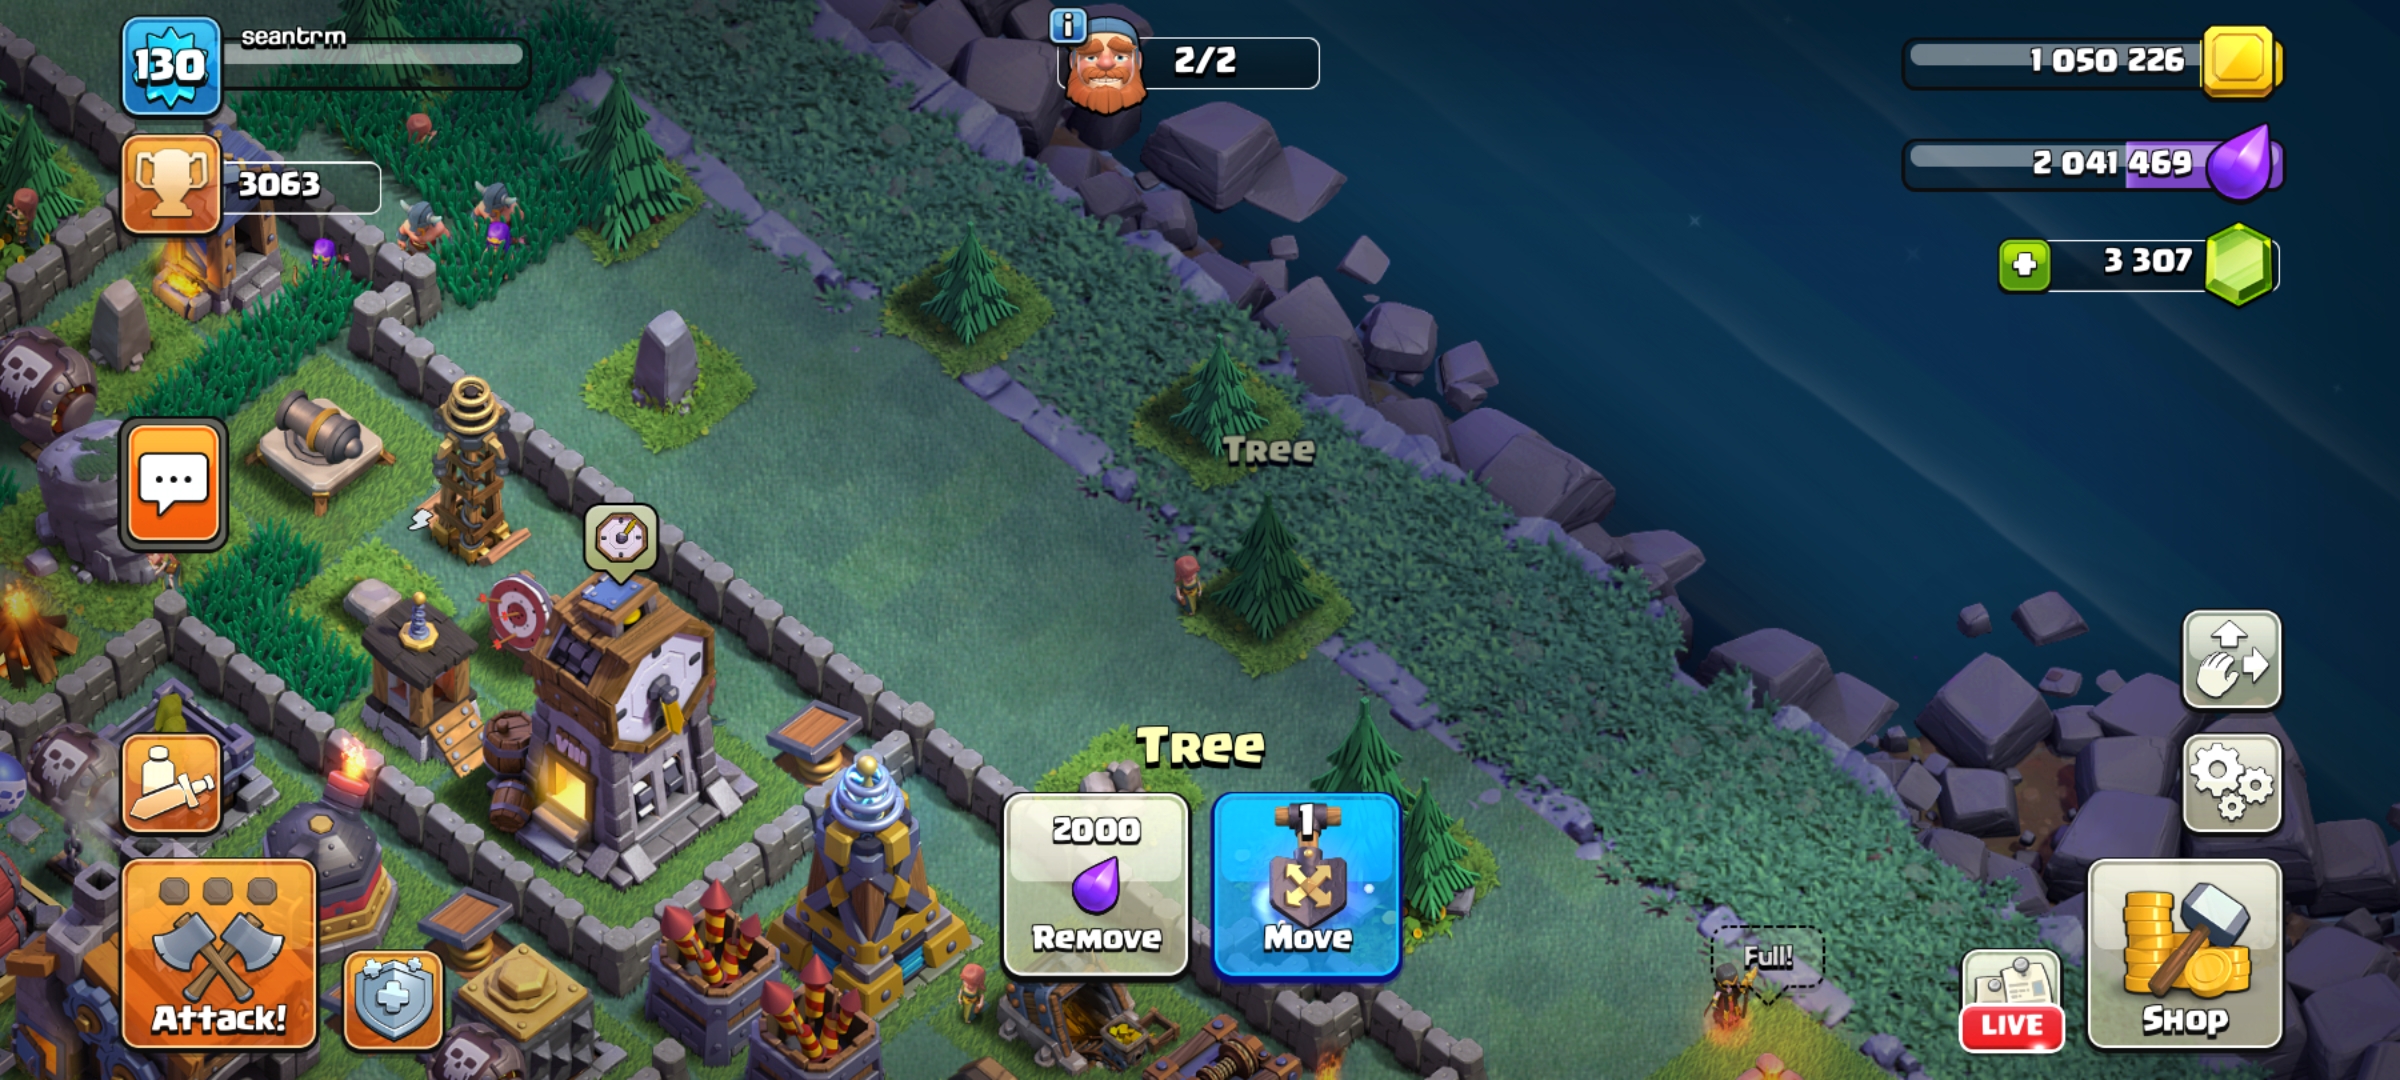 130
seantrm
2/2
1 050 226
3063
2 041 469
3 307
Tree
Tree
2000
Remove
1
Move
Full!
Attack!
LIVE
Shop